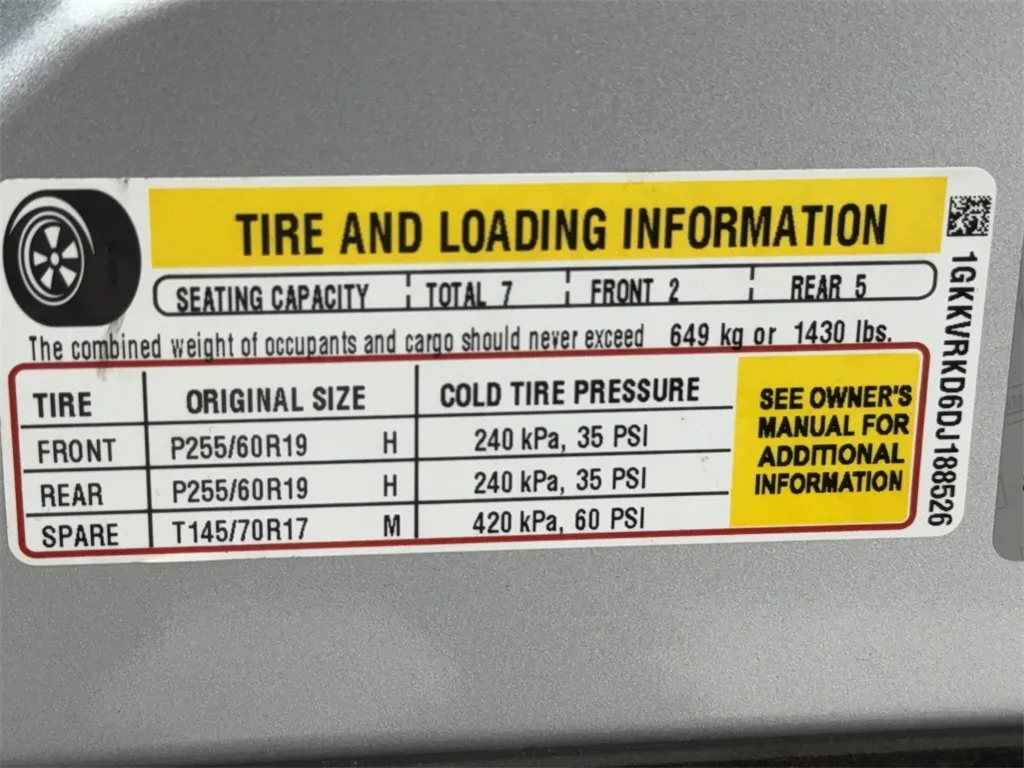 TIRE AND LOADING INFORMATION
SEATING CAPACITY TOTAL 7 FRONT 2 REAR 5
The combined weight of occupants and cargo should never exceed 649 kg or 1430 lbs.
TIRE ORIGINAL SIZE COLD TIRE PRESSURE
FRONT P255/60R19 H 240 kPa, 35 PSI
REAR P255/60R19 H 240 kPa, 35 PSI
SPARE T145/70R17 M 420 kPa, 60 PSI
SEE OWNER'S
MANUAL FOR
ADDITIONAL
INFORMATION
1GKKVRKD6DJ188526